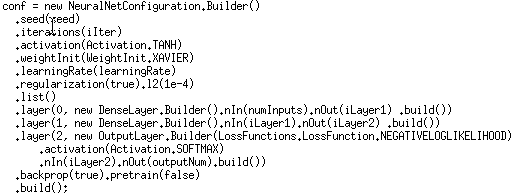 conf = new NeuralNetConfiguration.Builder()
.seed(seed)
.iterations(iIter)
.activation(Activation.TANH)
.weightInit(WeightInit.XAVIER)
.learningRate(learningRate)
.regularization(true).l2(1e-4)
.list()
.layer(0, new DenseLayer.Builder().nIn(numInputs).nOut(iLayer1) .build())
.layer(1, new DenseLayer.Builder().nIn(iLayer1).nOut(iLayer2) .build())
.layer(2, new OutputLayer.Builder(LossFunctions.LossFunction.NEGATIVELOGLIKELIHOOD)
.activation(Activation.SOFTMAX)
.nIn(iLayer2).nOut(outputNum).build())
.backprop(true).pretrain(false)
.build();